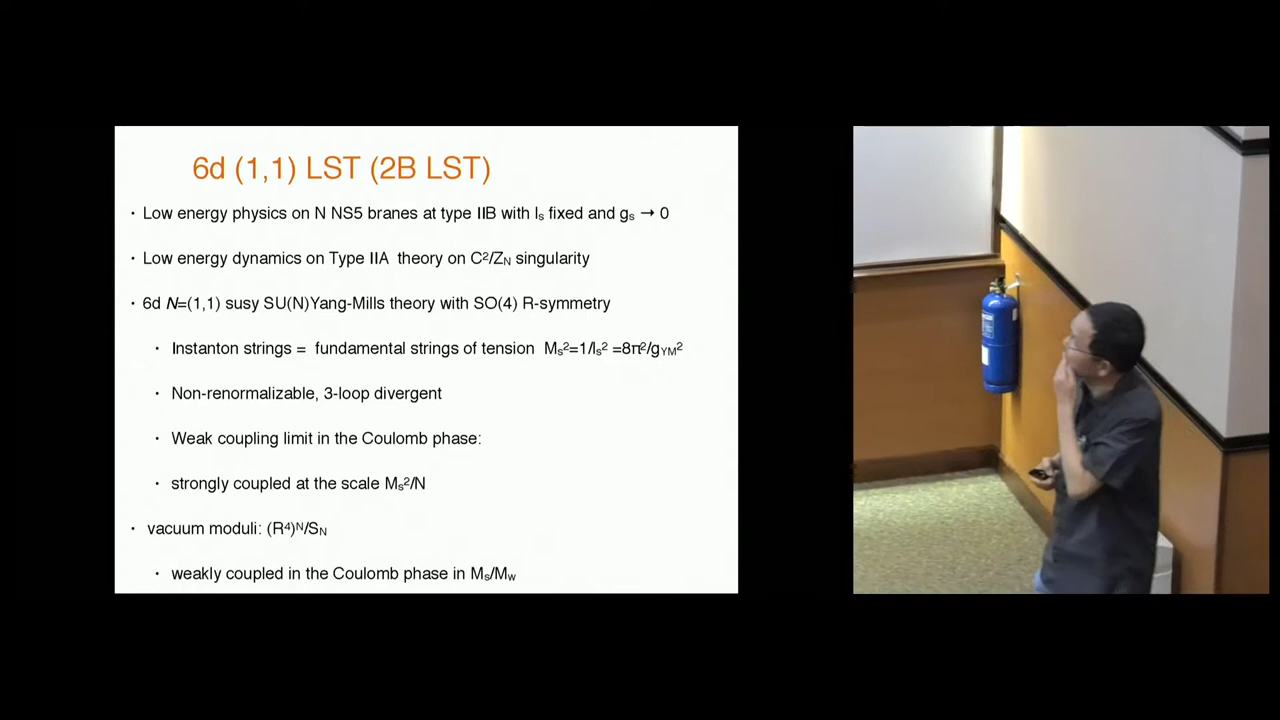 6d (1,1) LST (2B LST)
· Low energy physics on N NS5 branes at type IIB with lₛ fixed and gₛ → 0
· Low energy dynamics on Type IIA theory on C²/Z_N singularity
· 6d N=(1,1) susy SU(N)Yang-Mills theory with SO(4) R-symmetry
· Instanton strings = fundamental strings of tension Mₛ²=1/lₛ² =8π²/g_YM²
· Non-renormalizable, 3-loop divergent
· Weak coupling limit in the Coulomb phase:
· strongly coupled at the scale Mₛ²/N
· vacuum moduli: (R⁴)ᴺ/S_N
· weakly coupled in the Coulomb phase in Mₛ/M_w